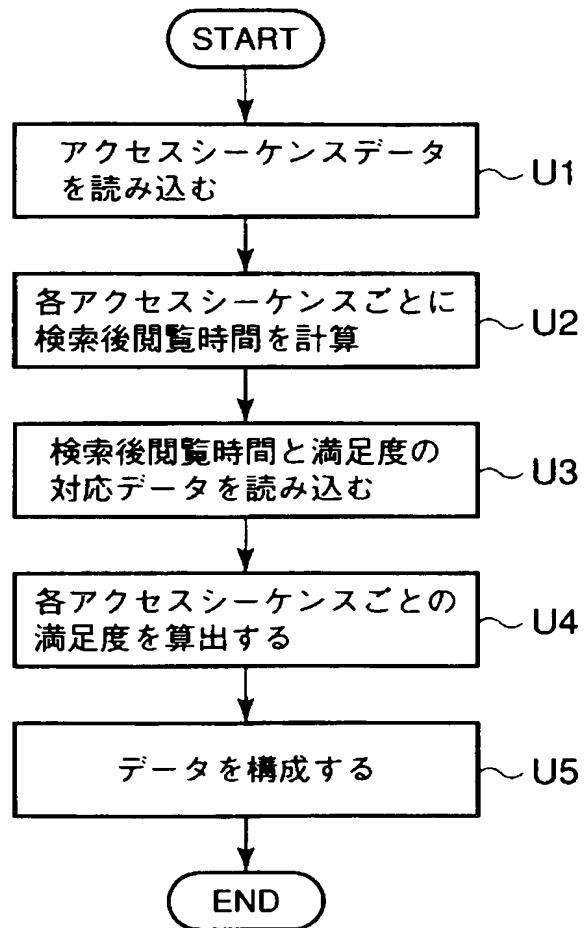 START
アクセスシーケンスデータ
を読み込む
U1
各アクセスシーケンスごとに
検索後閲覧時間を計算
U2
検索後閲覧時間と満足度の
対応データを読み込む
U3
各アクセスシーケンスごとの
満足度を算出する
U4
データを構成する
U5
END